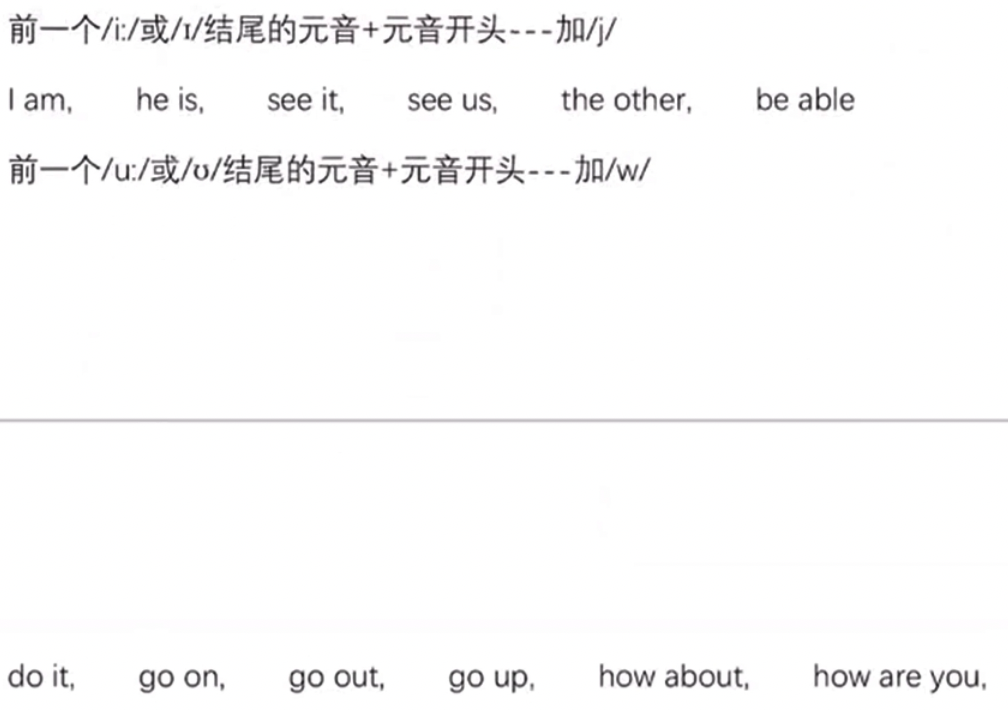 前一个/i:/或/ɪ/结尾的元音+元音开头---加/j/
I am, he is, see it, see us, the other, be able
前一个/u:/或/ʊ/结尾的元音+元音开头---加/w/
do it, go on, go out, go up, how about, how are you,